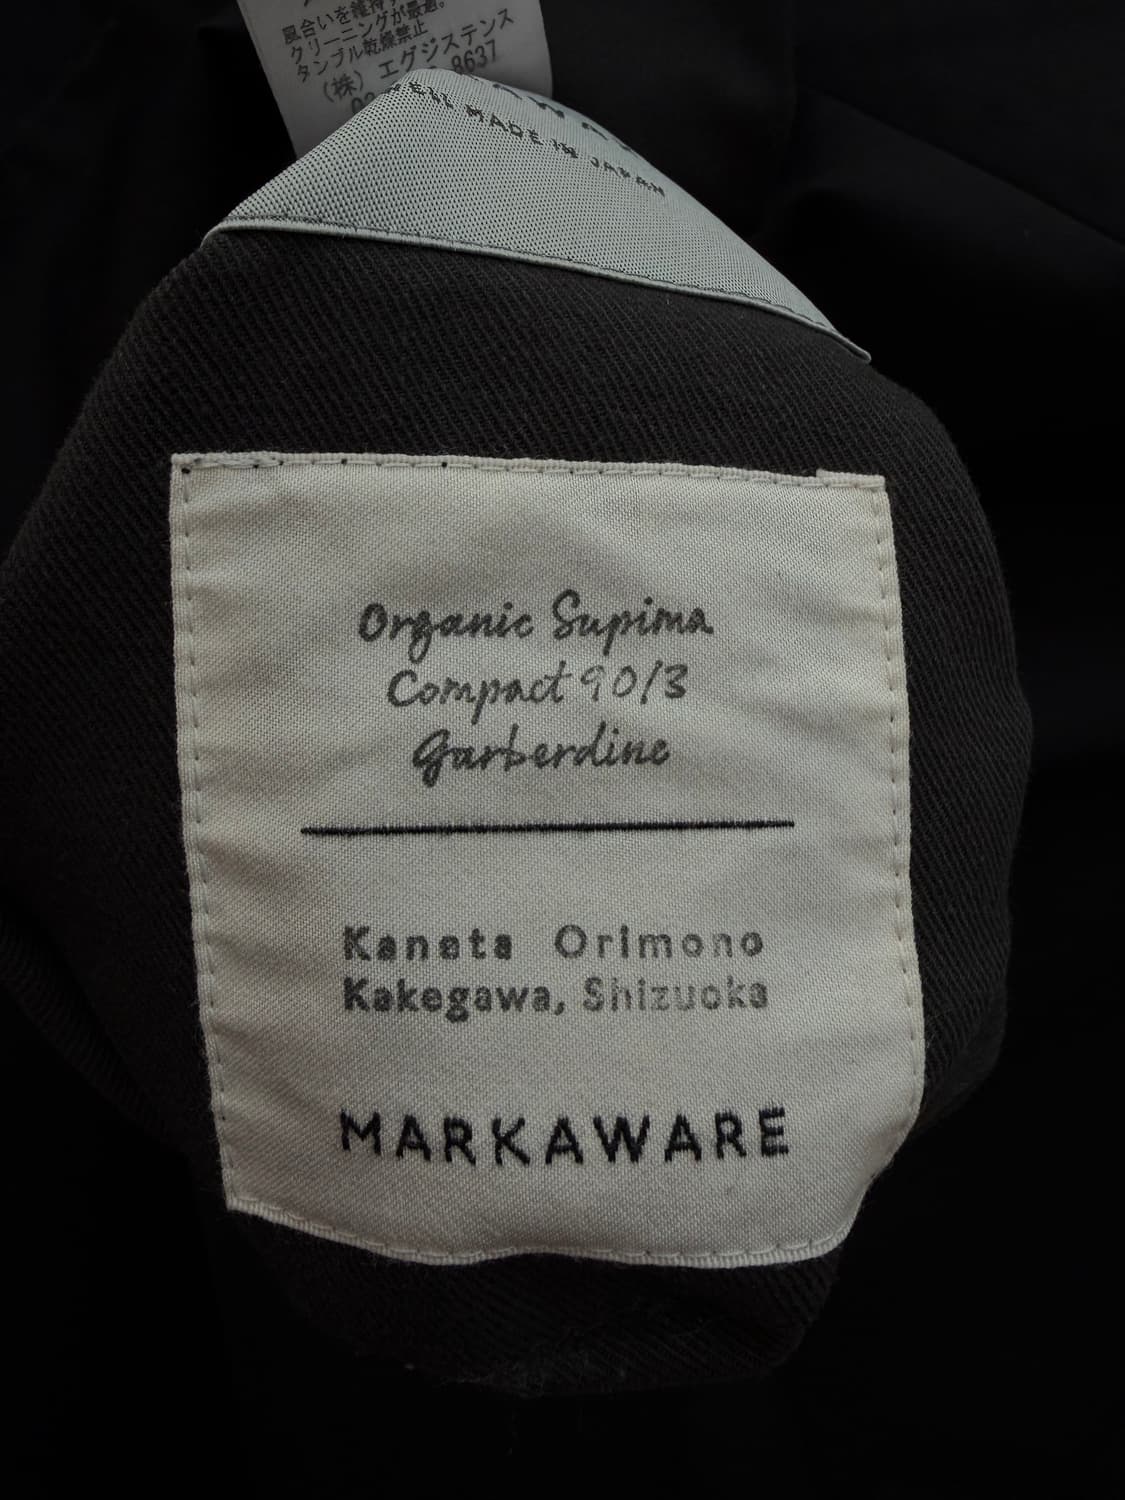 風合いを維持
クリーニングが最適。
タンブル乾燥禁止
(株) エグジステンス
8637
MADE IN JAPAN
Organic Supima
Compact 90/3
Garberdine
Kanata Orimono
Kakegawa, Shizuoka
MARKAWARE